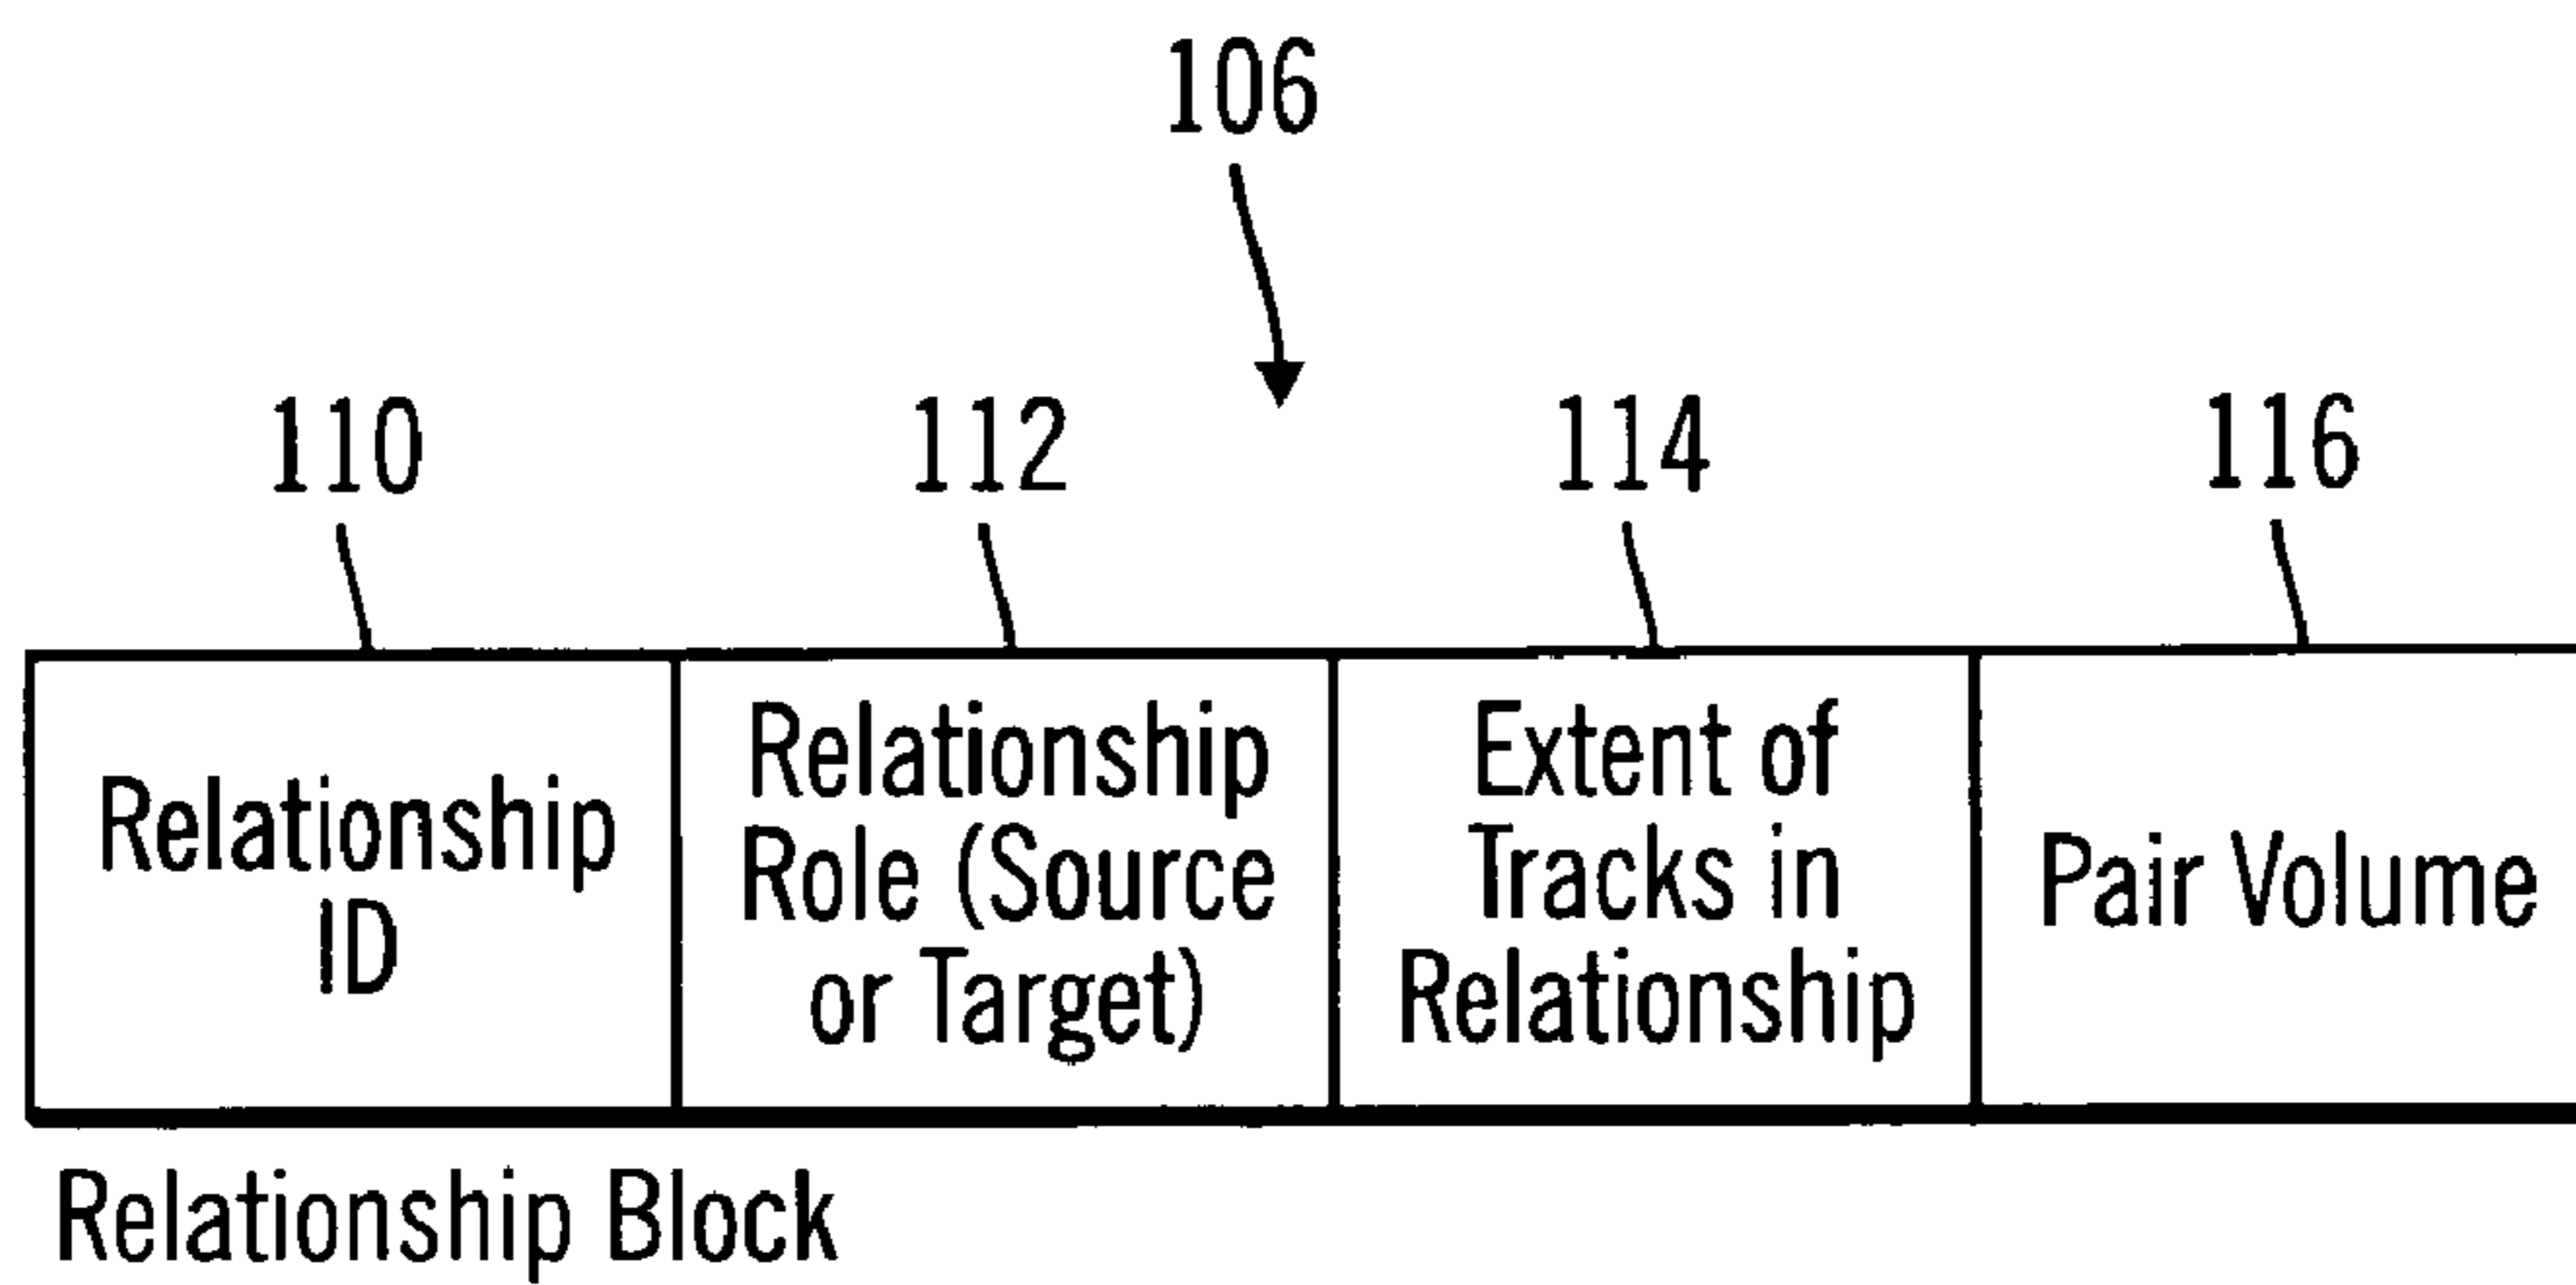 106
110
112
114
116
Relationship
ID
Relationship
Role (Source
or Target)
Extent of
Tracks in
Relationship
Pair Volume
Relationship Block